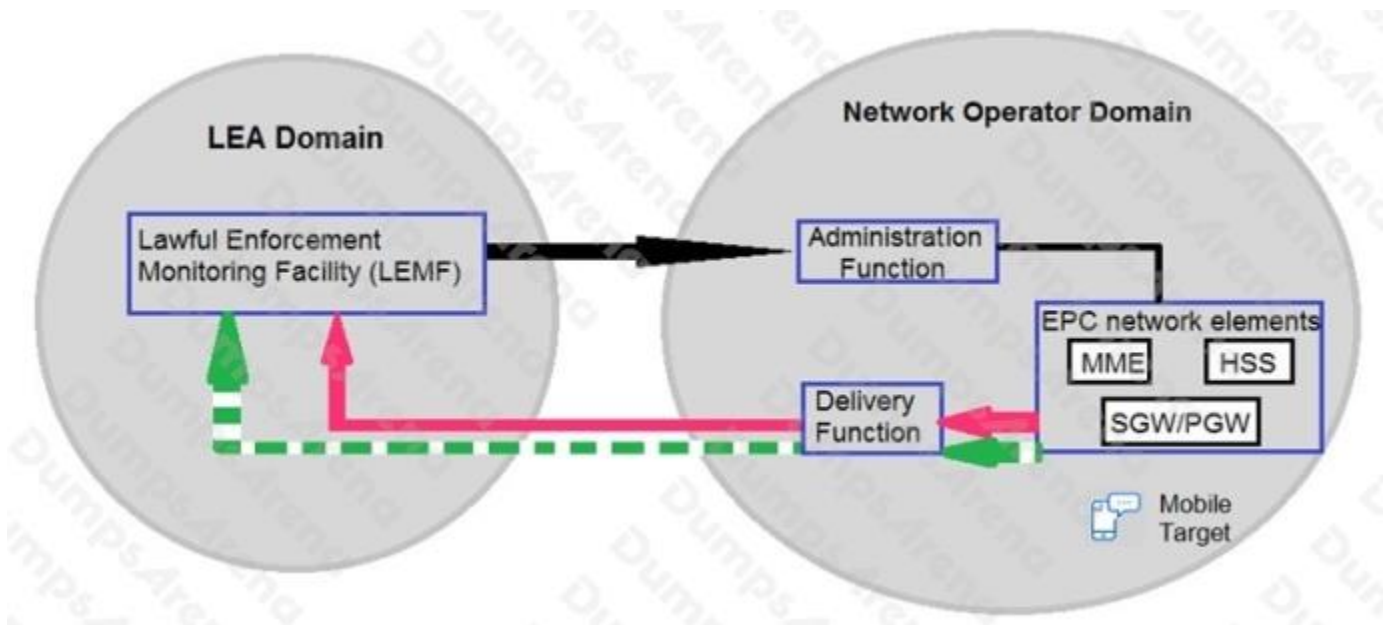 LEA Domain
Network Operator Domain
Lawful Enforcement
Monitoring Facility (LEMF)
Administration
Function
EPC network elements
MME
HSS
SGW/PGW
Delivery
Function
Mobile
Target
DumpsArena